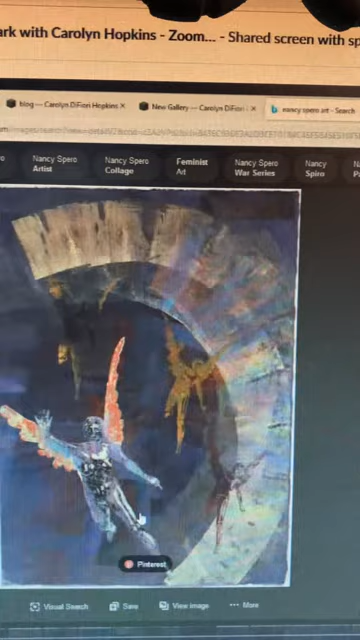 ark with Carolyn Hopkins - Zoom... - Shared screen with sp
blog — Carolyn DiFiori Hopkins ×
New Gallery — Carolyn DiFiori ×
nancy spero art - Search
Nancy Spero Artist
Nancy Spero Collage
Feminist Art
Nancy Spero War Series
Nancy Spiro
N
P
Pinterest
Visual Search
Save
View image
••• More